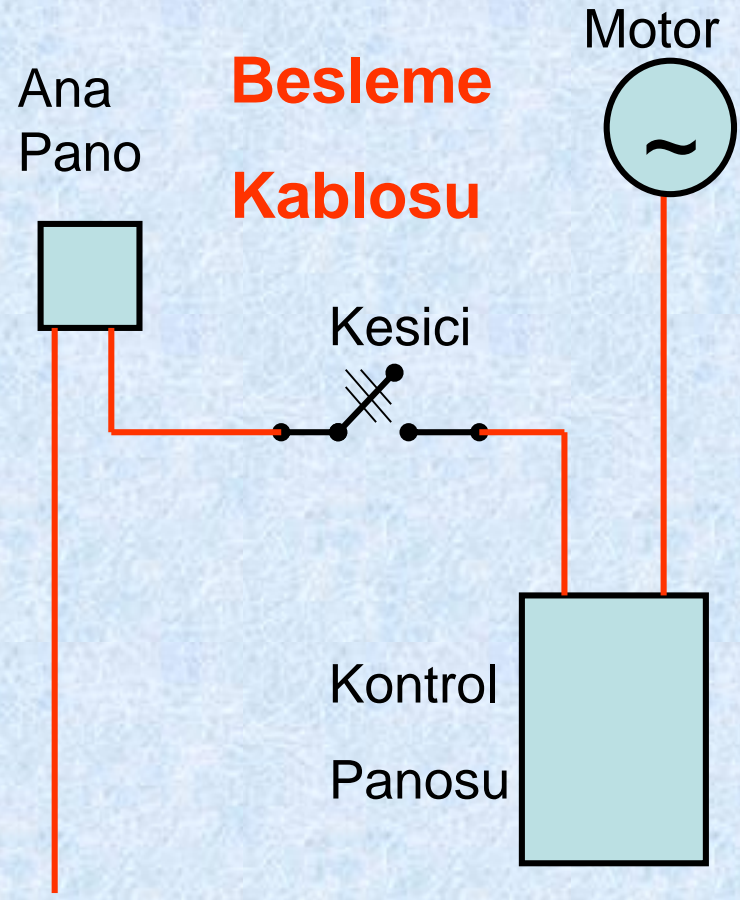 Motor
Ana
Pano
Besleme
Kablosu
~
Kesici
Kontrol
Panosu